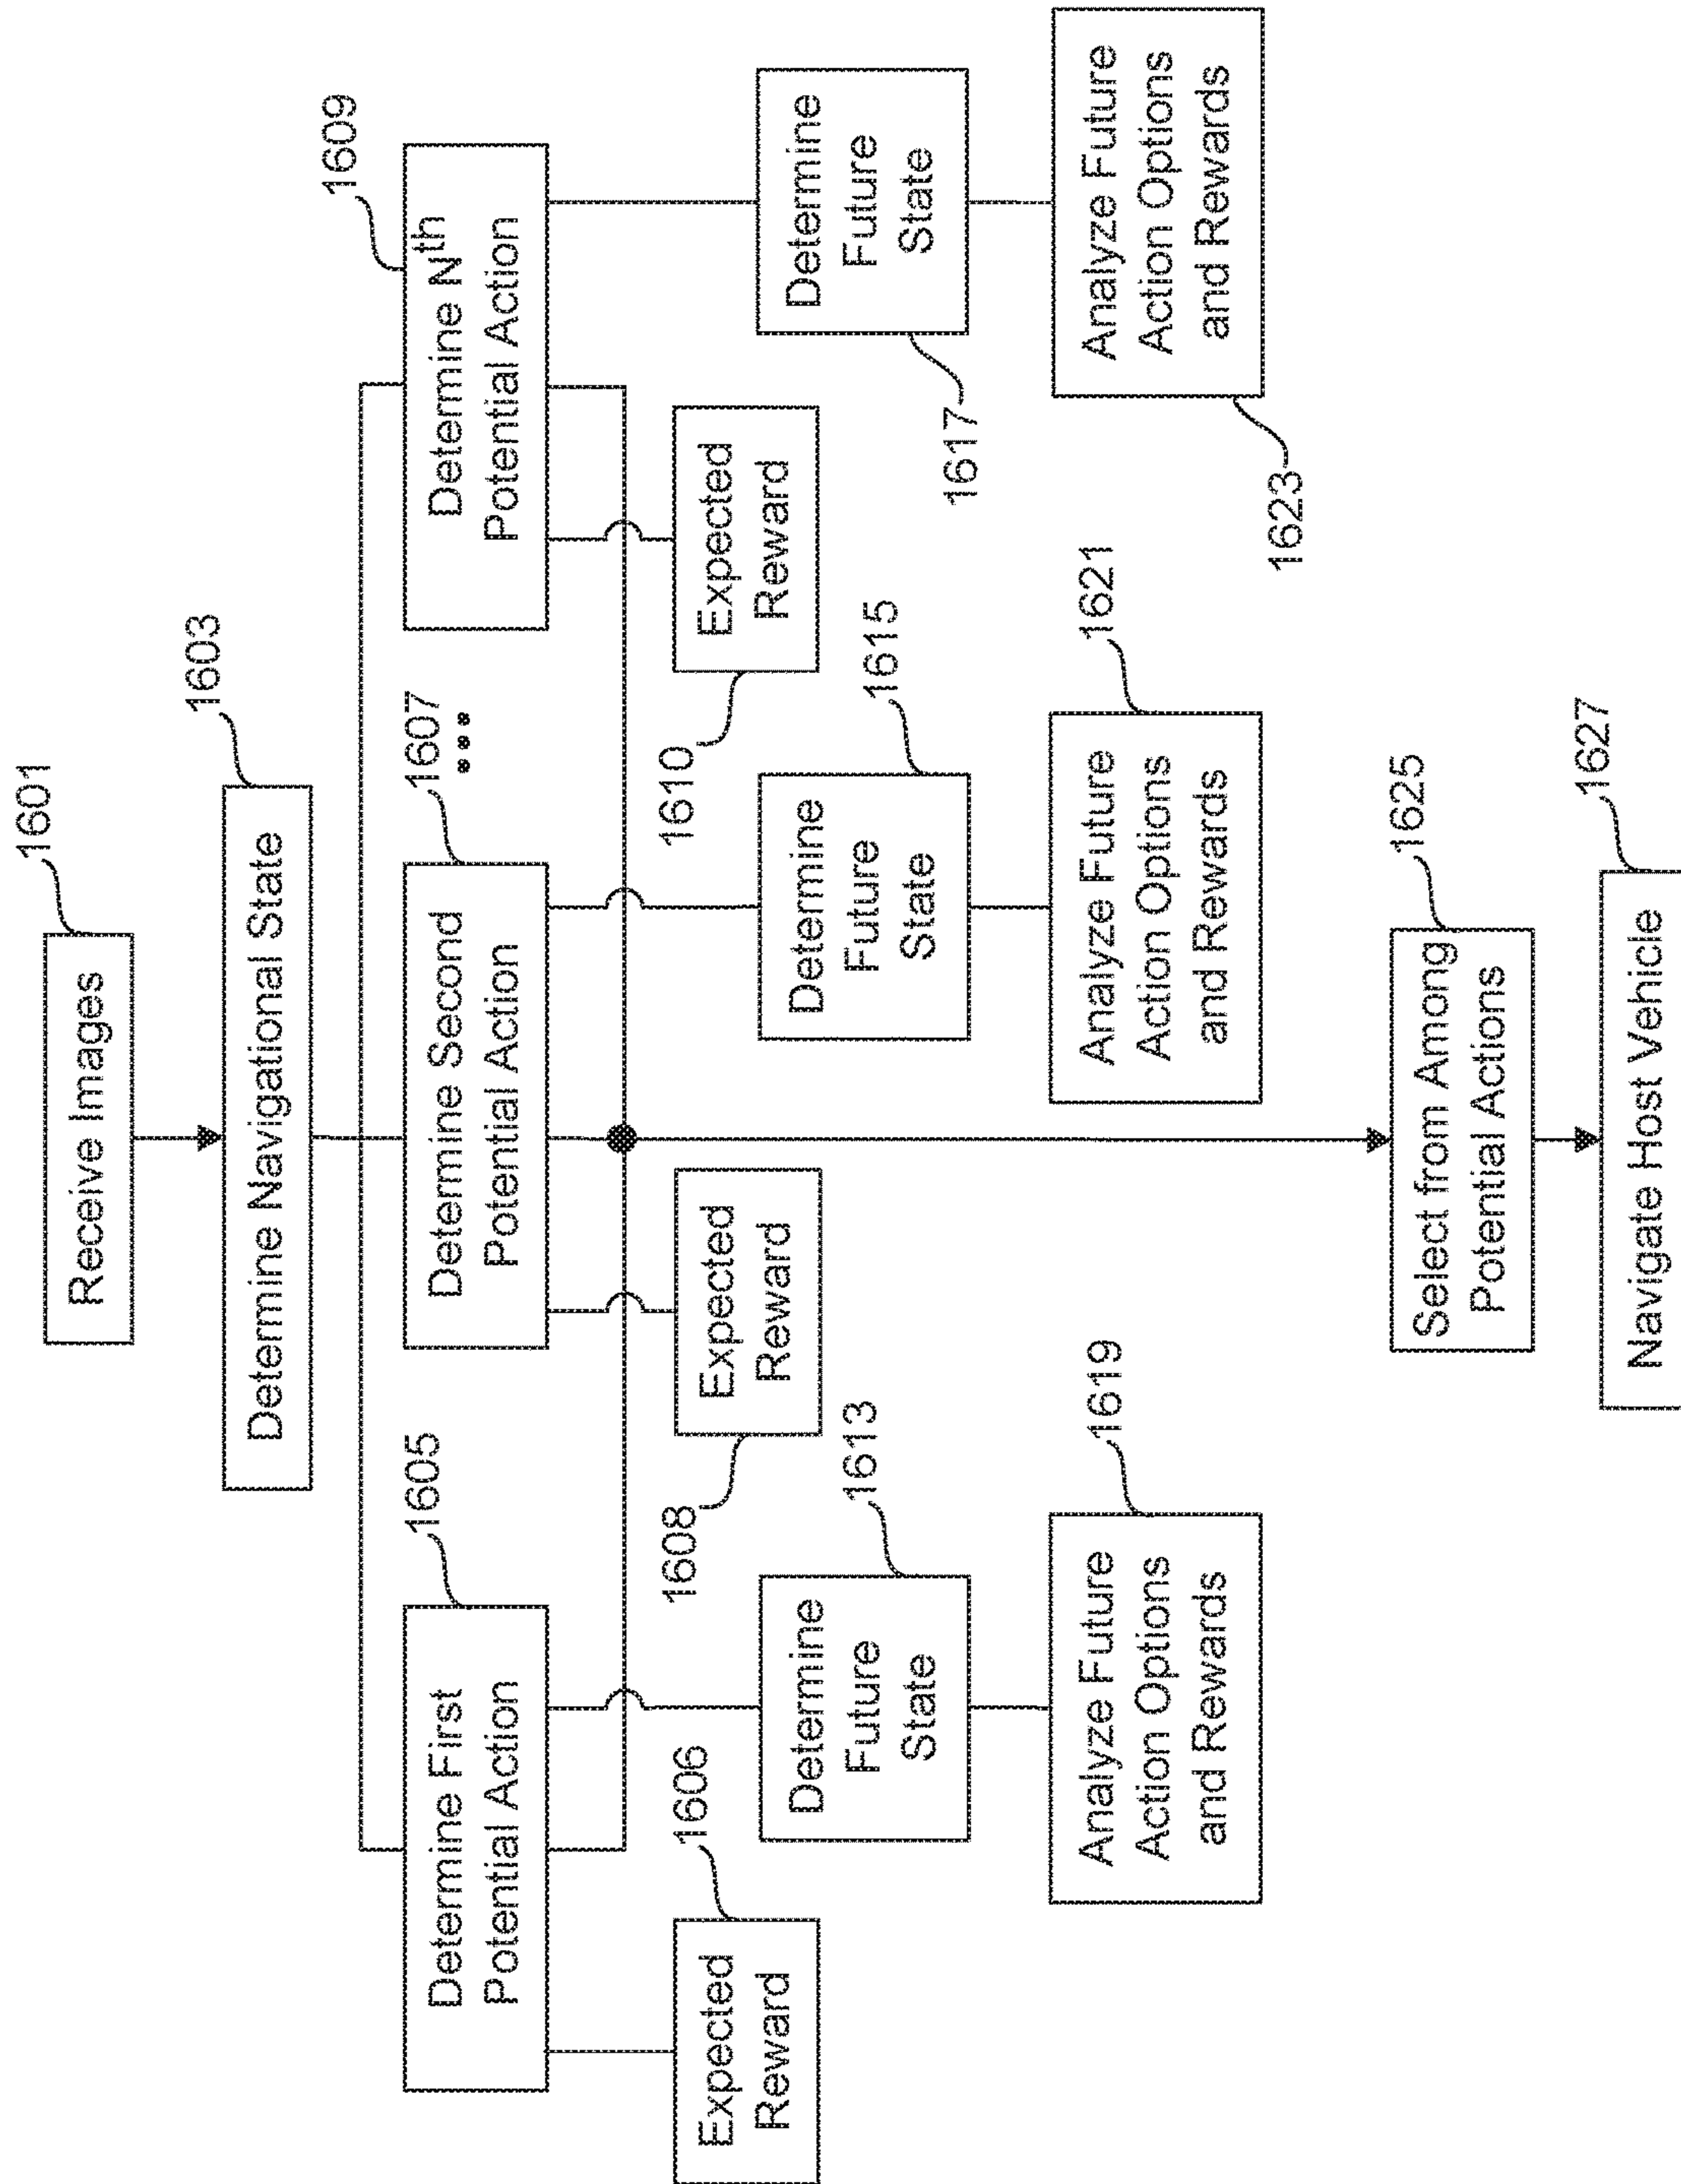 1601
Receive Images
1603
Determine Navigational State
1605
Determine First
Potential Action
1607
Determine Second
Potential Action
•••
1609
Determine Nth
Potential Action
1606
Expected
Reward
1608
Expected
Reward
1610
Expected
Reward
1613
Determine
Future
State
1615
Determine
Future
State
1617
Determine
Future
State
1619
Analyze Future
Action Options
and Rewards
1621
Analyze Future
Action Options
and Rewards
1623
Analyze Future
Action Options
and Rewards
1625
Select from Among
Potential Actions
1627
Navigate Host Vehicle